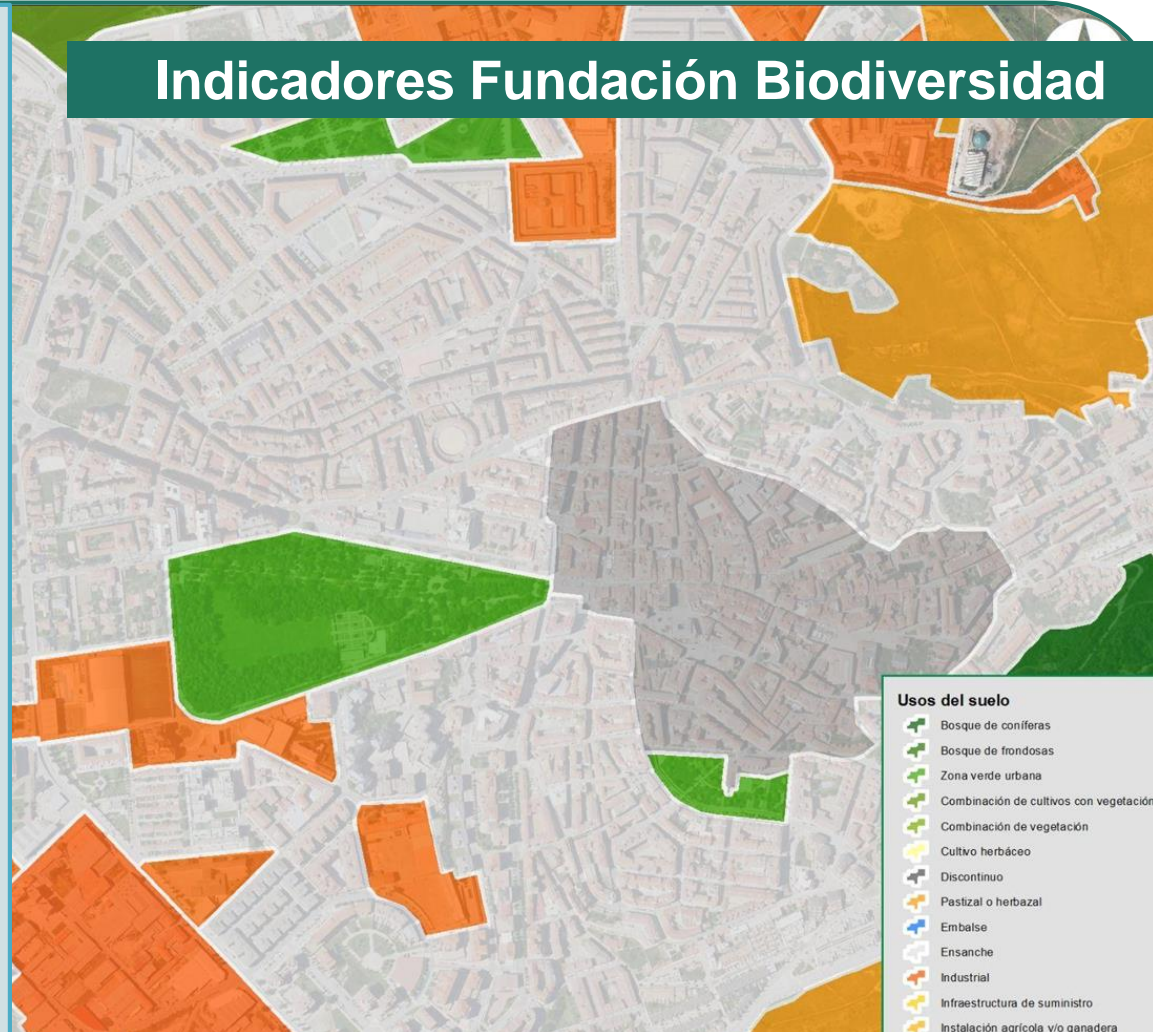 Indicadores Fundación Biodiversidad
Usos del suelo
Bosque de coníferas
Bosque de frondosas
Zona verde urbana
Combinación de cultivos con vegetación
Combinación de vegetación
Cultivo herbáceo
Discontinuo
Pastizal o herbazal
Embalse
Ensanche
Industrial
Infraestructura de suministro
Instalación agrícola y/o ganadera